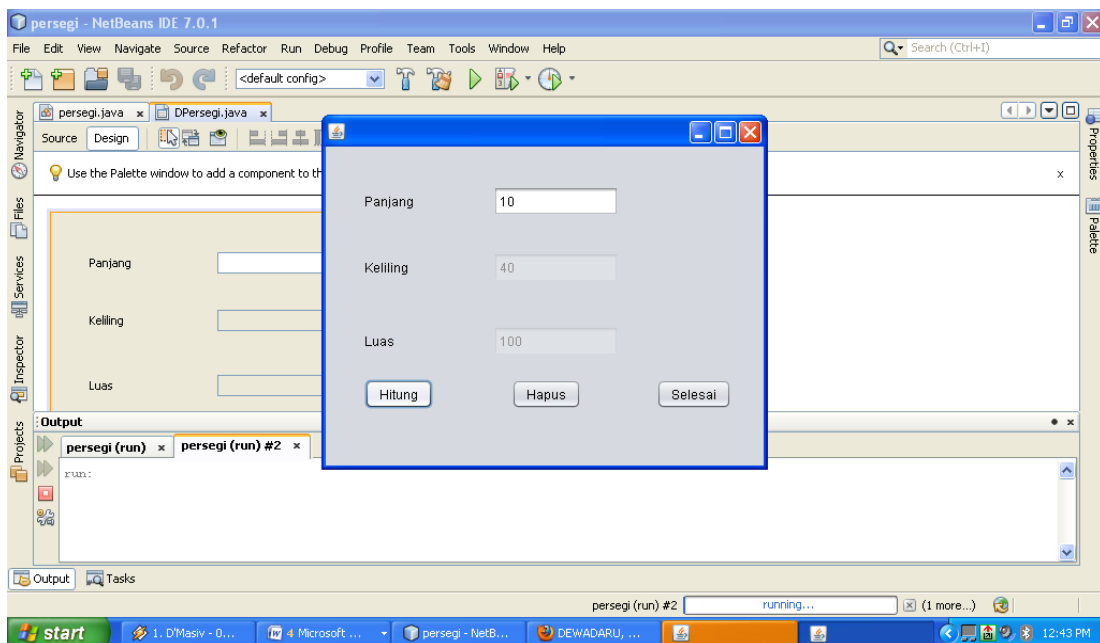 persegi - NetBeans IDE 7.0.1
File Edit View Navigate Source Refactor Run Debug Profile Team Tools Window Help
Search (Ctrl+I)
<default config>
persegi.java x DPersegi.java x
Source Design
Use the Palette window to add a component to th
x
Navigator
Files
Services
Inspector
Projects
Properties
Palette
Panjang
Keliling
Luas
Panjang 10
Keliling 40
Luas 100
Hitung Hapus Selesai
Output
persegi (run) x persegi (run) #2 x
run:
Output Tasks
persegi (run) #2 running... (1 more...)
start 1. D'Masiv - 0... 4 Microsoft ... persegi - NetB... DEWADARU, ... 12:43 PM